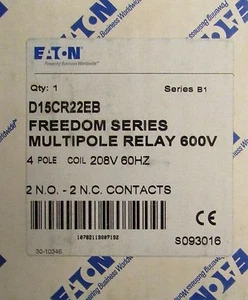 EATON
Powering Business Worldwide
Qty: 1
Series B1
D15CR22EB
FREEDOM SERIES
MULTIPOLE RELAY 600V
4 POLE COIL 208V 60HZ
2 N.O. - 2 N.C. CONTACTS
CE
S093016